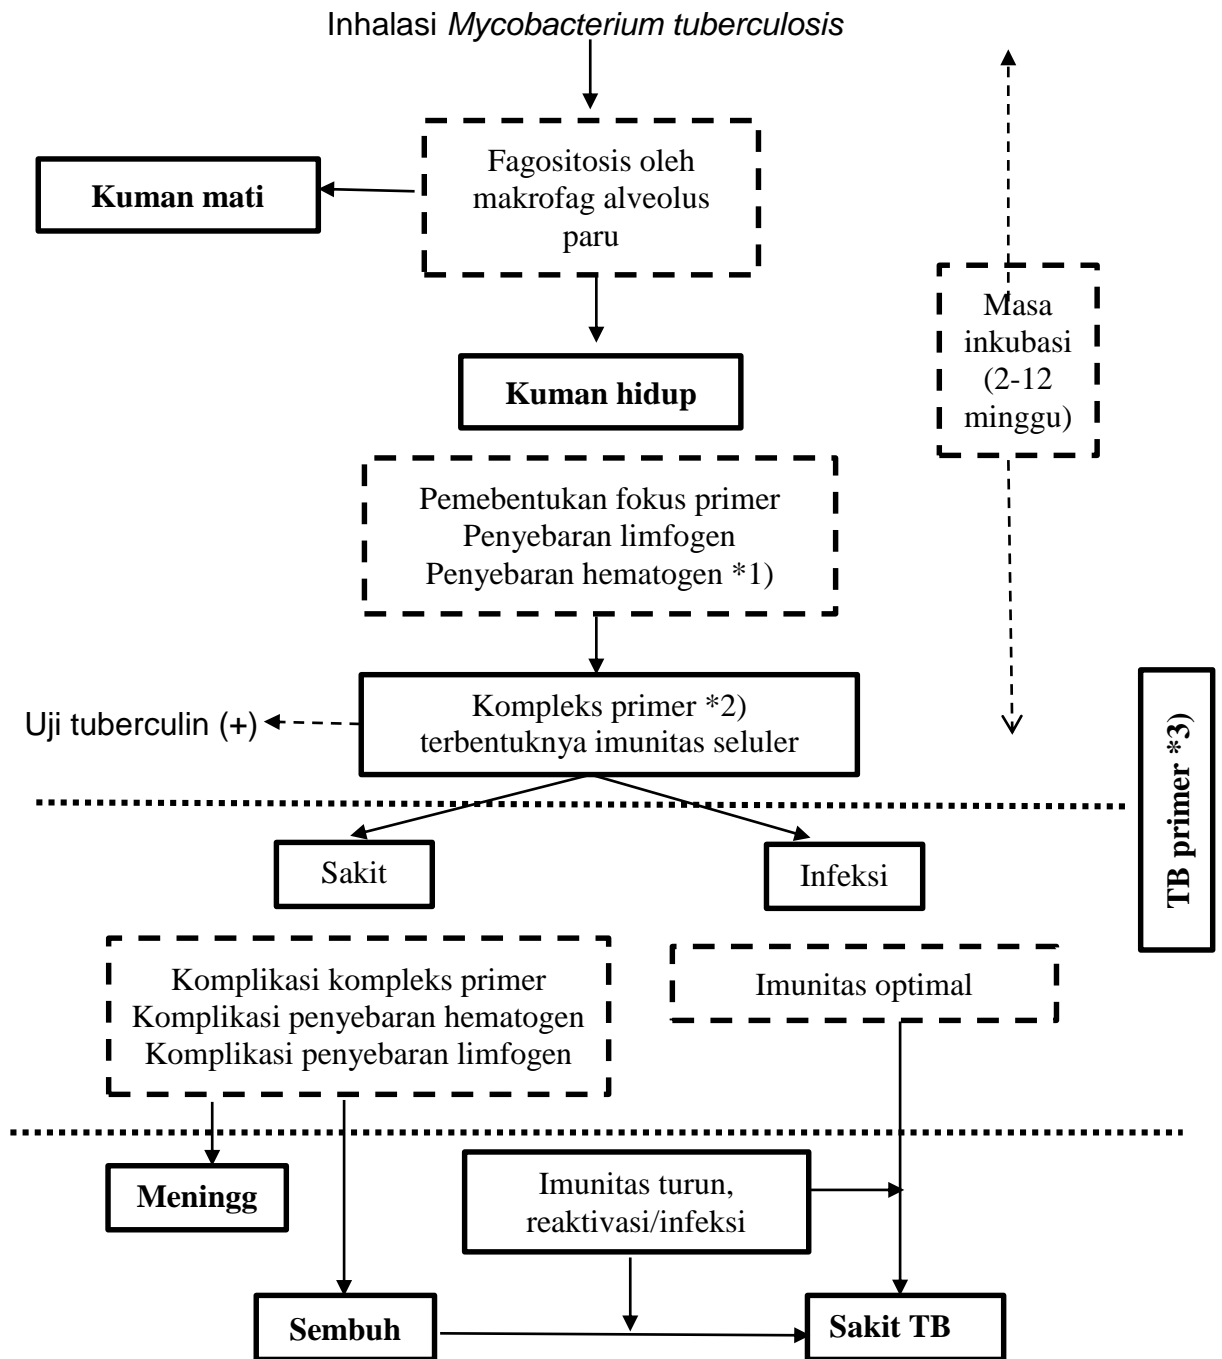 Inhalasi Mycobacterium tuberculosis
Fagositosis oleh
makrofag alveolus
paru
Kuman mati
Masa
inkubasi
(2-12
minggu)
Kuman hidup
Pemebentukan fokus primer
Penyebaran limfogen
Penyebaran hematogen *1)
Kompleks primer *2)
terbentuknya imunitas seluler
Uji tuberculin (+)
TB primer *3)
Sakit
Infeksi
Komplikasi kompleks primer
Komplikasi penyebaran hematogen
Komplikasi penyebaran limfogen
Imunitas optimal
Meningg
Imunitas turun,
reaktivasi/infeksi
Sembuh
Sakit TB